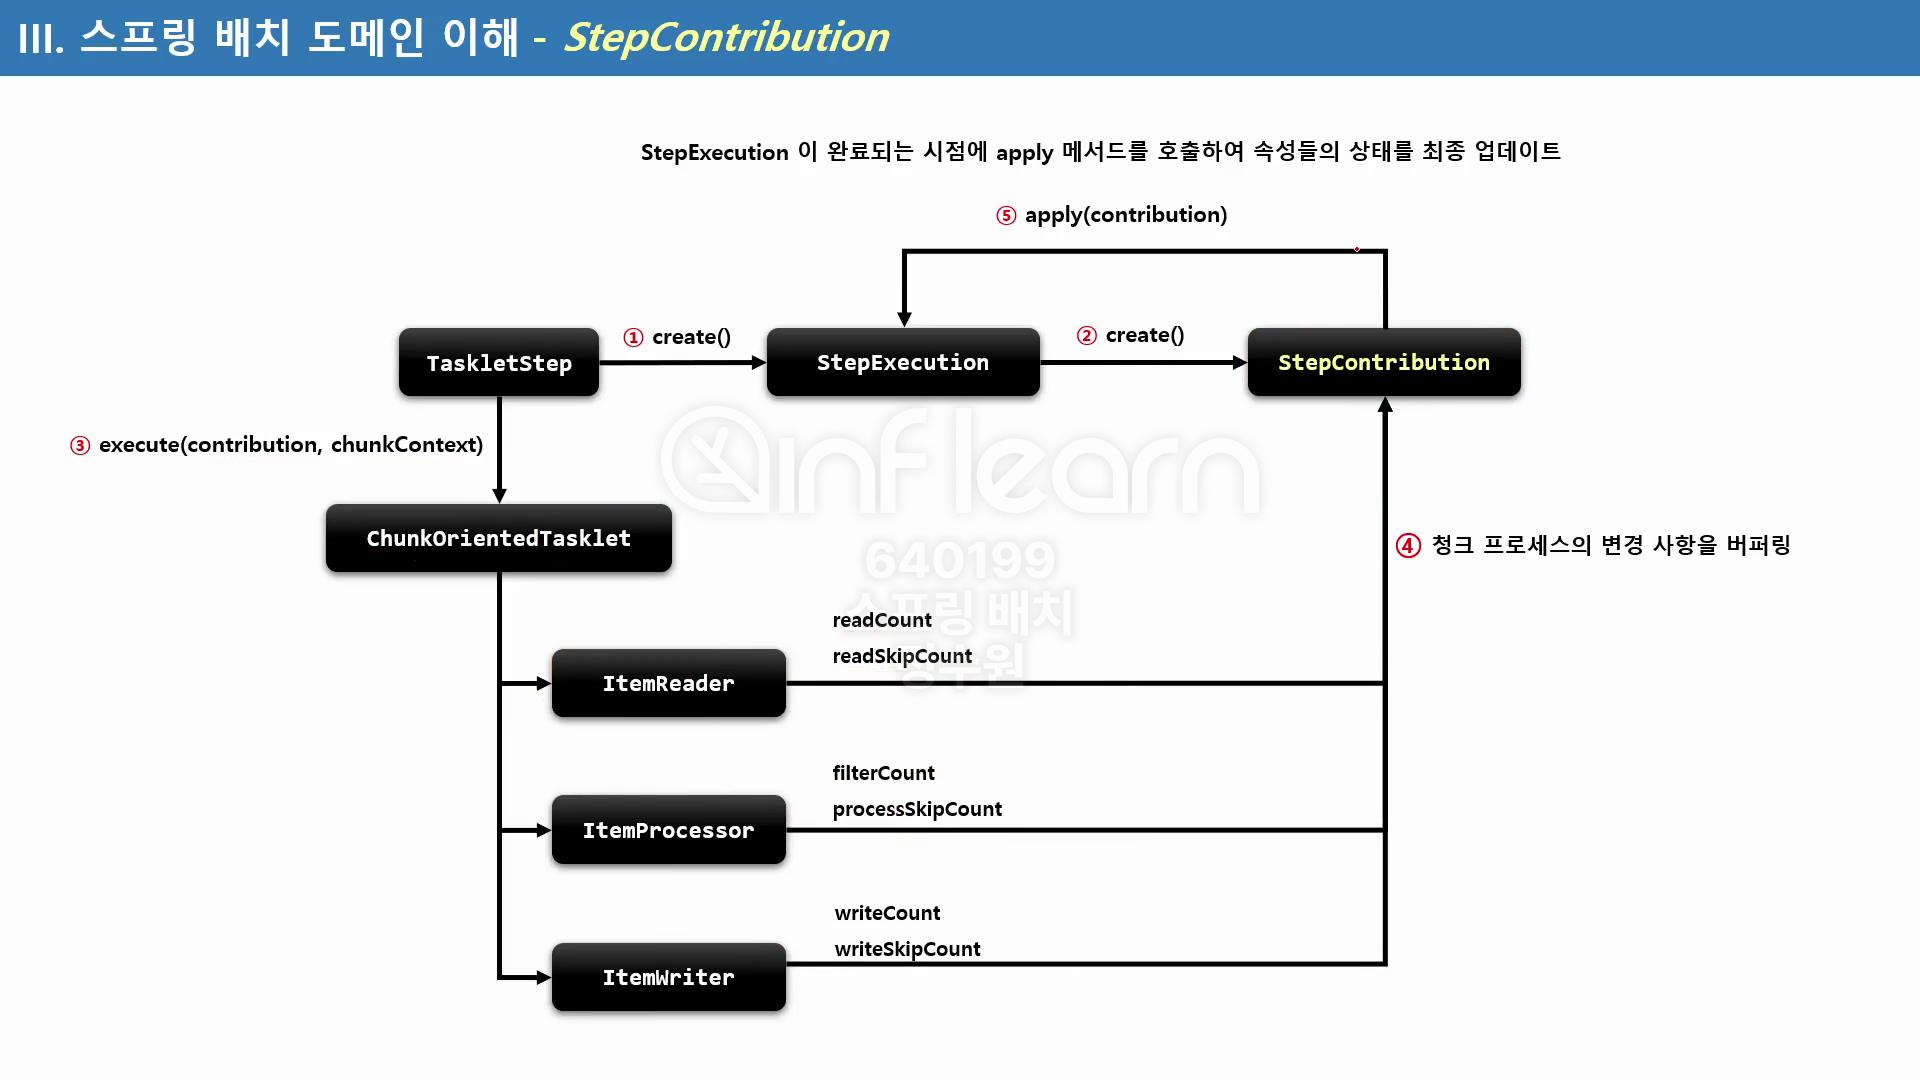 III. 스프링 배치 도메인 이해 - StepContribution
StepExecution 이 완료되는 시점에 apply 메서드를 호출하여 속성들의 상태를 최종 업데이트
⑤ apply(contribution)
TaskletStep
① create()
StepExecution
② create()
StepContribution
③ execute(contribution, chunkContext)
inflearn
ChunkOrientedTasklet
④ 청크 프로세스의 변경 사항을 버퍼링
640199
스프링 배치
정수원
readCount
readSkipCount
ItemReader
filterCount
processSkipCount
ItemProcessor
writeCount
writeSkipCount
ItemWriter